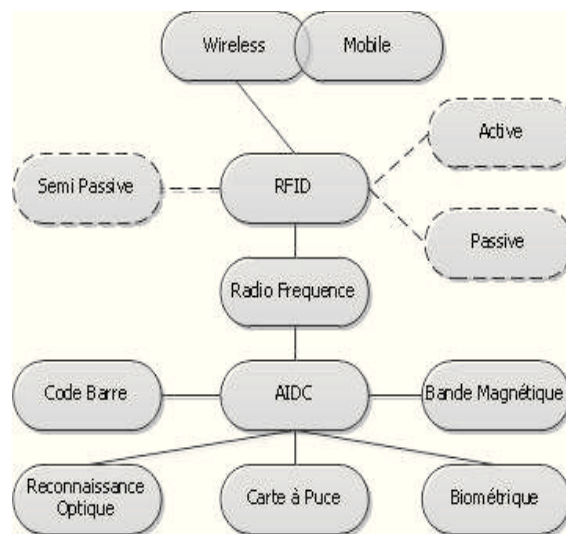 Wireless
Mobile
Active
Semi Passive
RFID
Passive
Radio Frequence
Code Barre
AIDC
Bande Magnétique
Reconnaissance
Optique
Carte à Puce
Biométrique